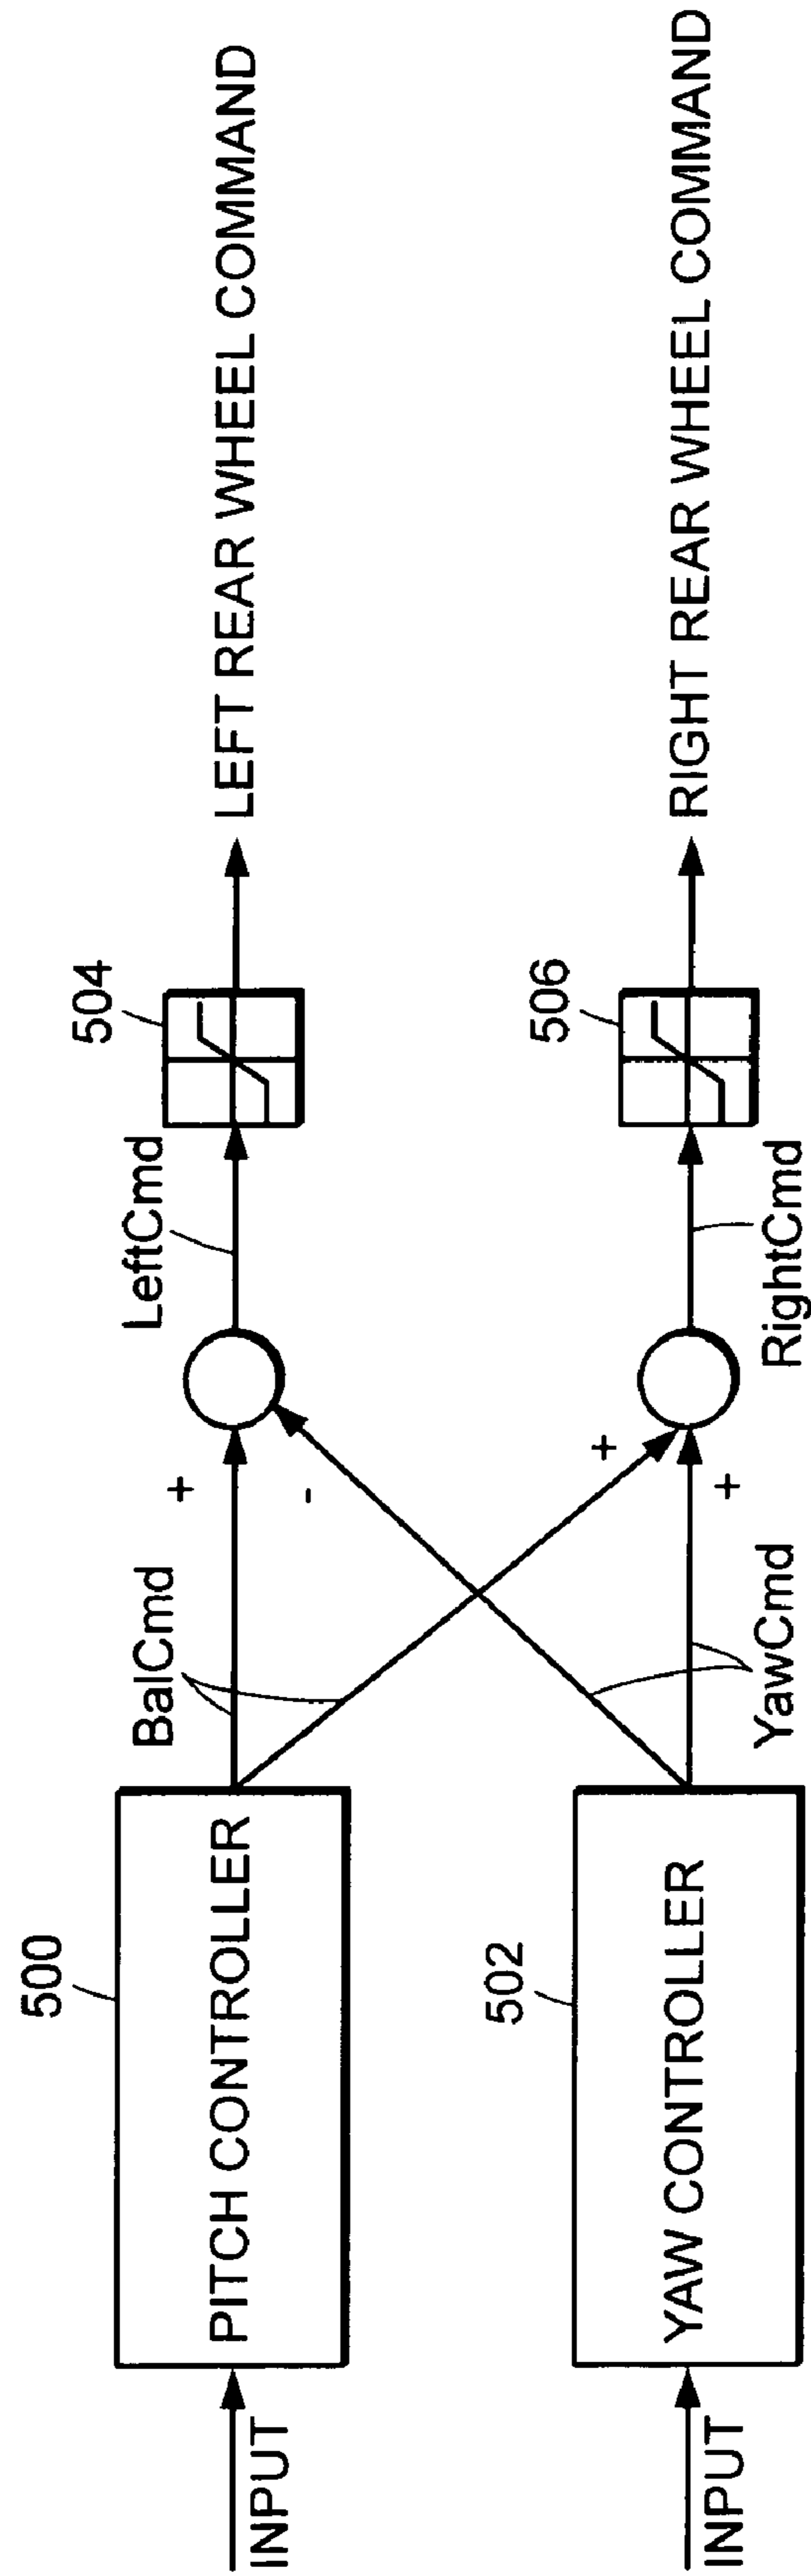 INPUT
500
PITCH CONTROLLER
BalCmd
+
-
LeftCmd
504
LEFT REAR WHEEL COMMAND
INPUT
502
YAW CONTROLLER
YawCmd
+
+
RightCmd
506
RIGHT REAR WHEEL COMMAND